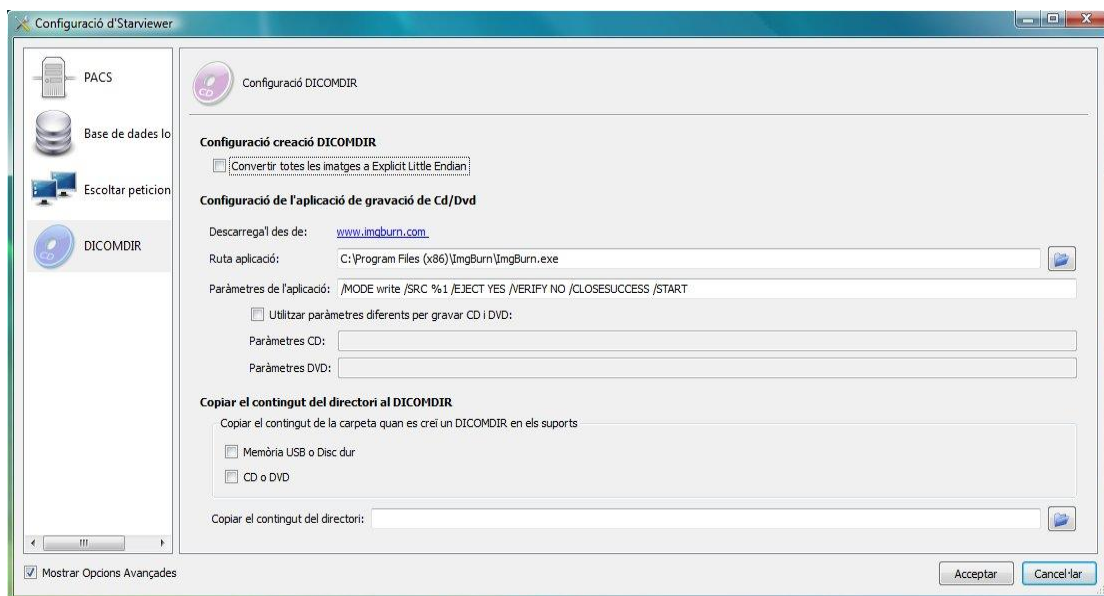 Configuració d'Starviewer
PACS
Base de dades lo
Escoltar peticion
DICOMDIR
CD
CD
Configuració DICOMDIR
Configuració creació DICOMDIR
Convertir totes les imatges a Explicit Little Endian
Configuració de l'aplicació de gravació de Cd/Dvd
Descarrega'l des de: www.imgburn.com
Ruta aplicació: C:\Program Files (x86)\ImgBurn\ImgBurn.exe
Paràmetres de l'aplicació: /MODE write /SRC %1 /EJECT YES /VERIFY NO /CLOSESUCCESS /START
Utilitzar paràmetres diferents per gravar CD i DVD:
Paràmetres CD:
Paràmetres DVD:
Copiar el contingut del directori al DICOMDIR
Copiar el contingut de la carpeta quan es creï un DICOMDIR en els suports
Memòria USB o Disc dur
CD o DVD
Copiar el contingut del directori:
Mostrar Opcions Avançades
Acceptar
Cancel·lar